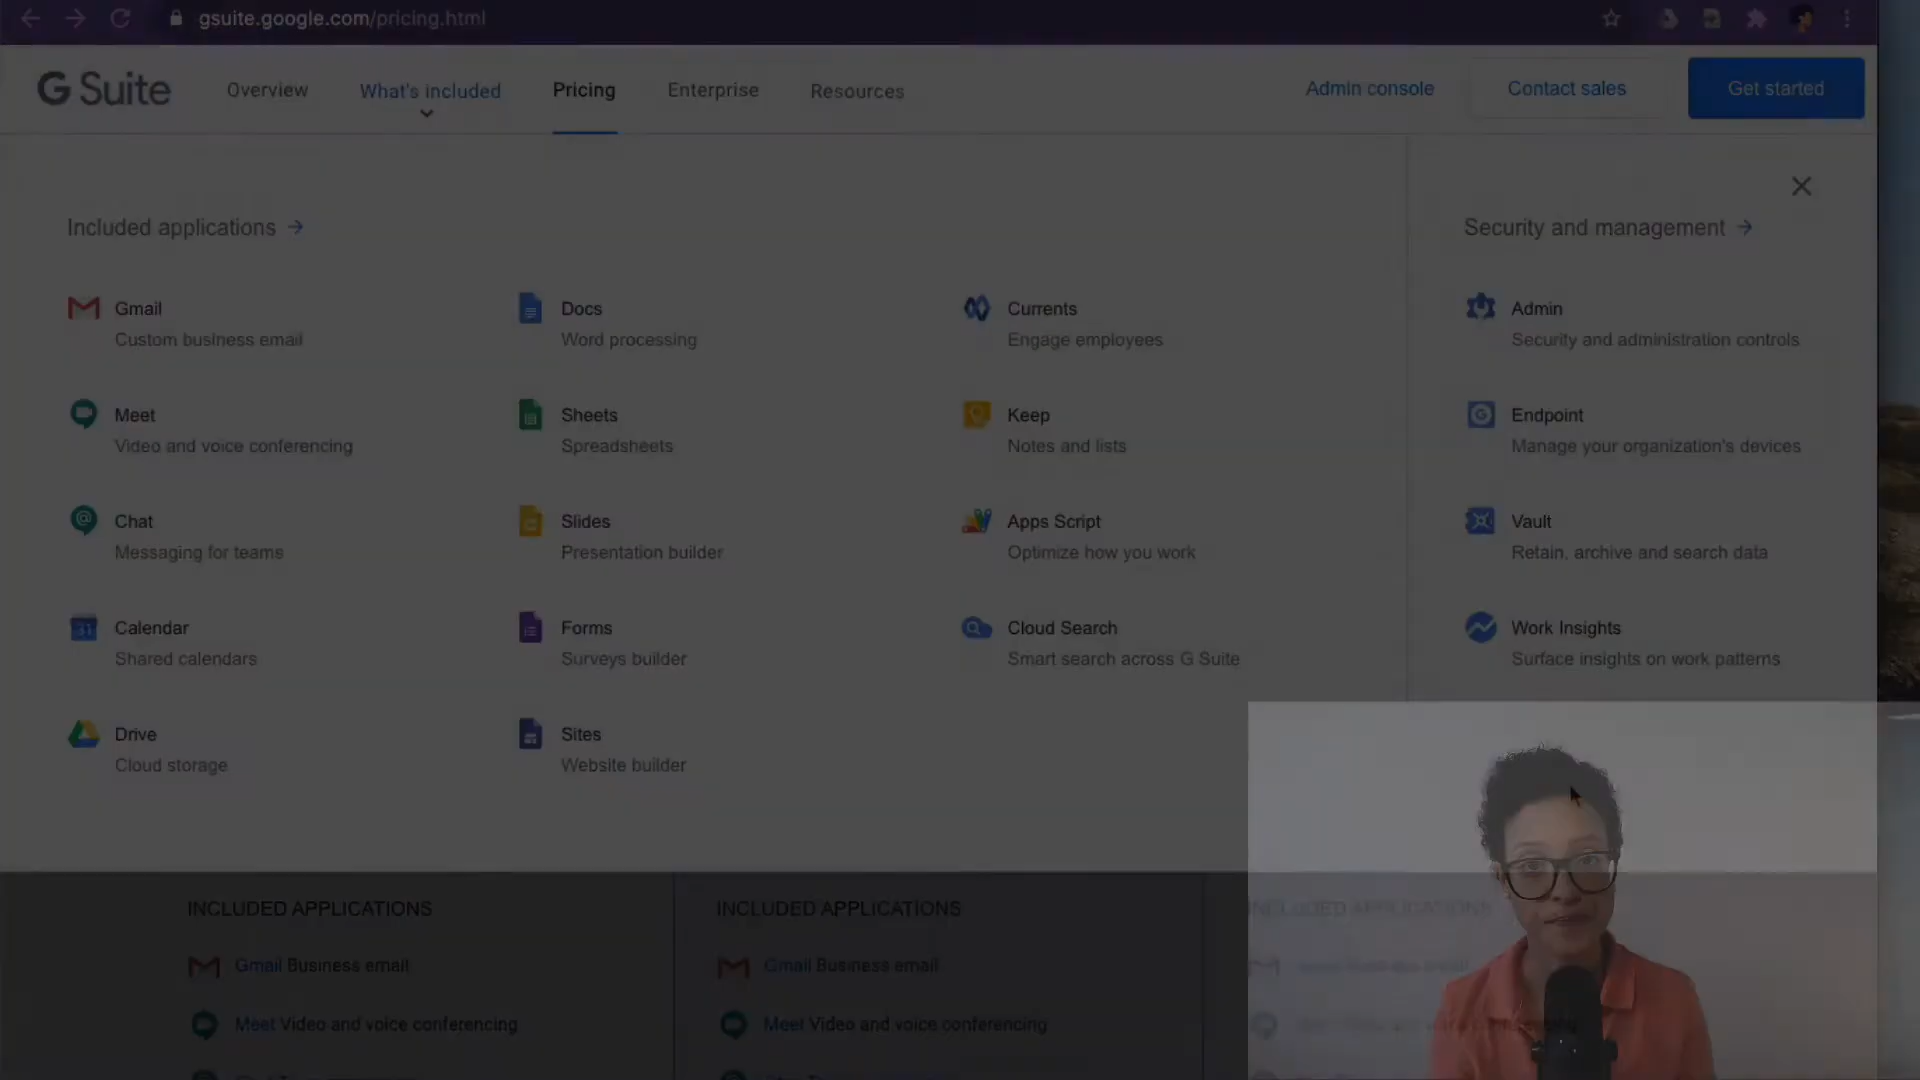 gsuite.google.com/pricing.html
G Suite
Overview
What's included
Pricing
Enterprise
Resources
Admin console
Contact sales
Get started
Included applications
Gmail
Custom business email
Meet
Video and voice conferencing
Chat
Messaging for teams
Calendar
31
Shared calendars
Drive
Cloud storage
Docs
Word processing
Sheets
Spreadsheets
Slides
Presentation builder
Forms
Surveys builder
Sites
Website builder
Currents
Engage employees
Keep
Notes and lists
Apps Script
Optimize how you work
Cloud Search
Smart search across G Suite
Security and management
Admin
Security and administration controls
Endpoint
Manage your organization's devices
Vault
Retain, archive and search data
Work Insights
Surface insights on work patterns
INCLUDED APPLICATIONS
Gmail Business email
Meet Video and voice conferencing
INCLUDED APPLICATIONS
Gmail Business email
Meet Video and voice conferencing
INCLUDED APPLICATIONS